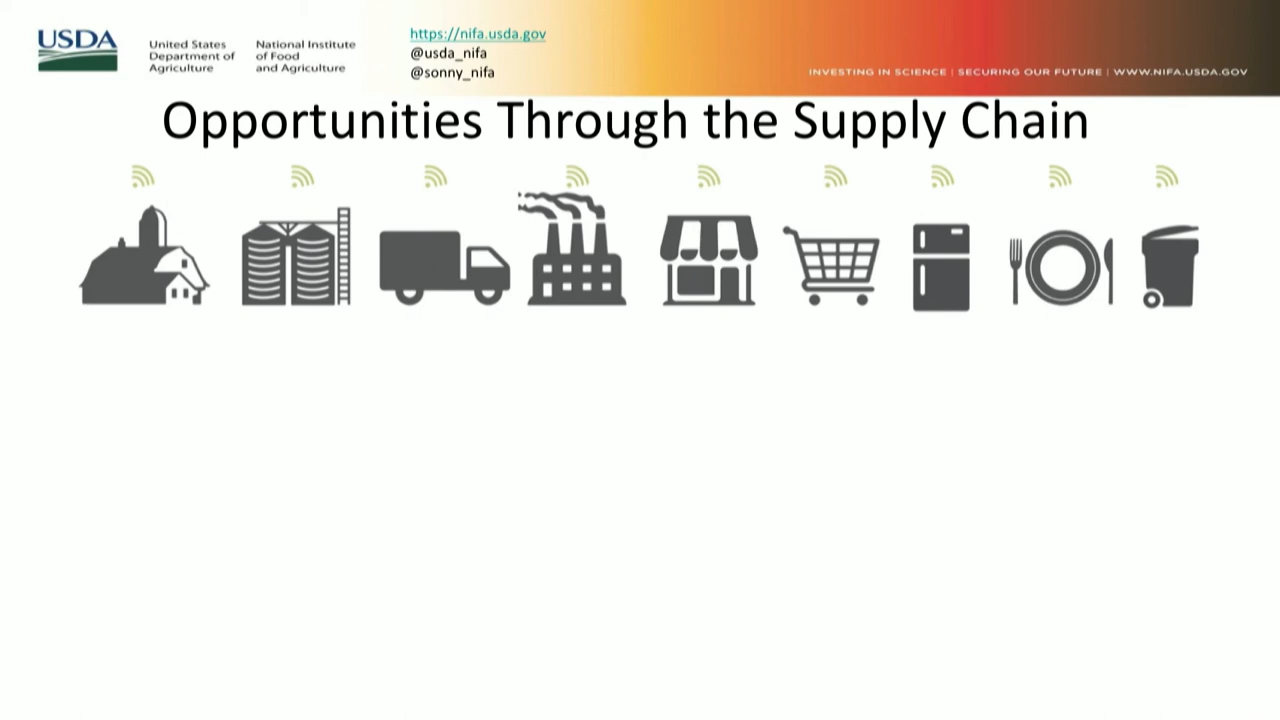 USDA
United States
Department of
Agriculture
National Institute
of Food
and Agriculture
https://nifa.usda.gov
@usda_nifa
@sonny_nifa
INVESTING IN SCIENCE | SECURING OUR FUTURE | WWW.NIFA.USDA.GOV
Opportunities Through the Supply Chain